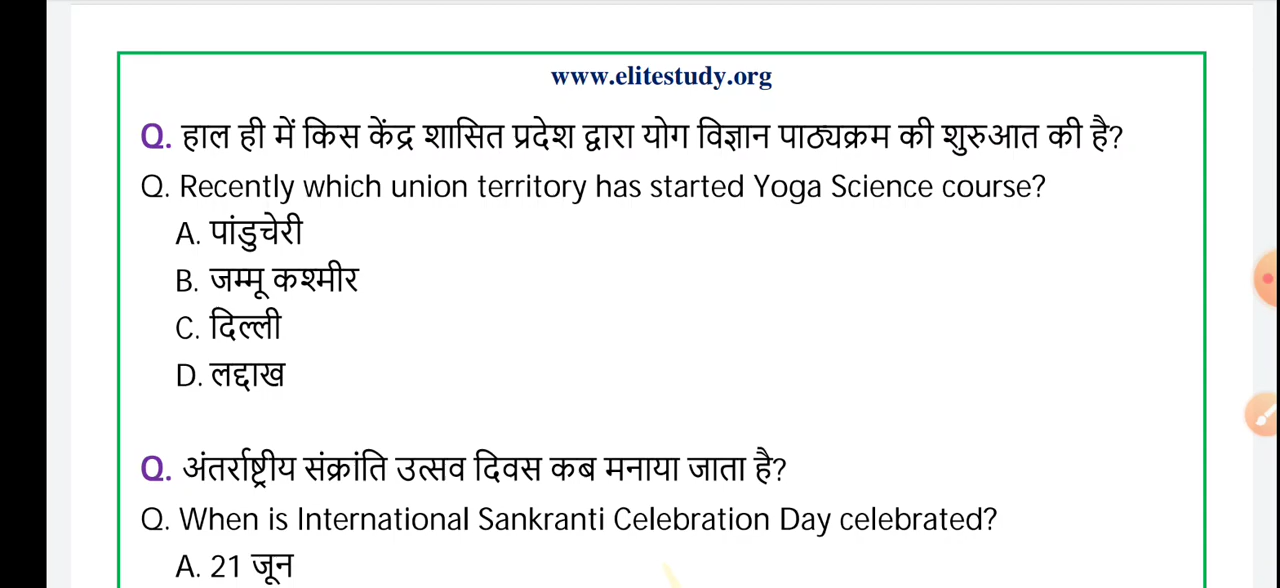 www.elitestudy.org
Q. हाल ही में किस केंद्र शासित प्रदेश द्वारा योग विज्ञान पाठ्यक्रम की शुरुआत की है?
Q. Recently which union territory has started Yoga Science course?
A. पांडुचेरी
B. जम्मू कश्मीर
C. दिल्ली
D. लद्दाख
Q. अंतर्राष्ट्रीय संक्रांति उत्सव दिवस कब मनाया जाता है?
Q. When is International Sankranti Celebration Day celebrated?
A. 21 जून